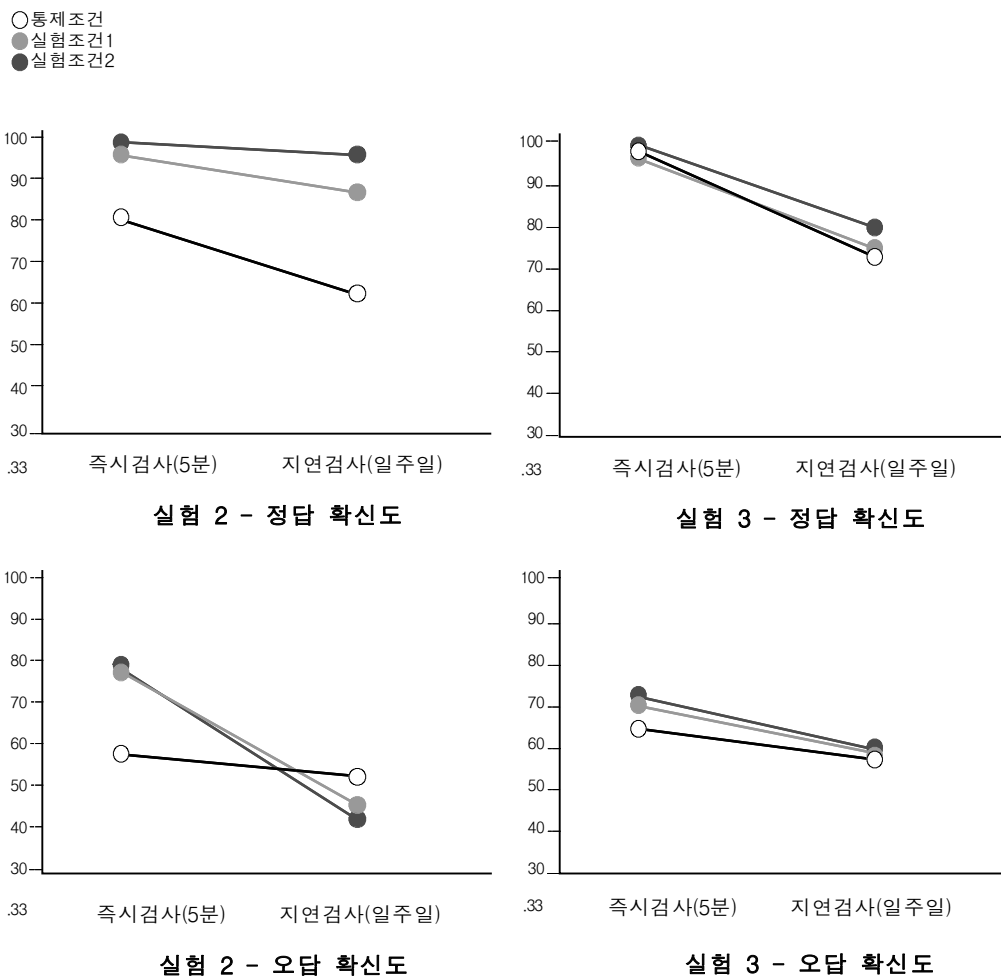 통제조건
실험조건1
실험조건2
100
90
80
70
60
50
40
30
.33
즉시검사(5분)
지연검사(일주일)
실험 2 - 정답 확신도
100
90
80
70
60
50
40
30
.33
즉시검사(5분)
지연검사(일주일)
실험 3 - 정답 확신도
100
90
80
70
60
50
40
30
.33
즉시검사(5분)
지연검사(일주일)
실험 2 - 오답 확신도
100
90
80
70
60
50
40
30
.33
즉시검사(5분)
지연검사(일주일)
실험 3 - 오답 확신도